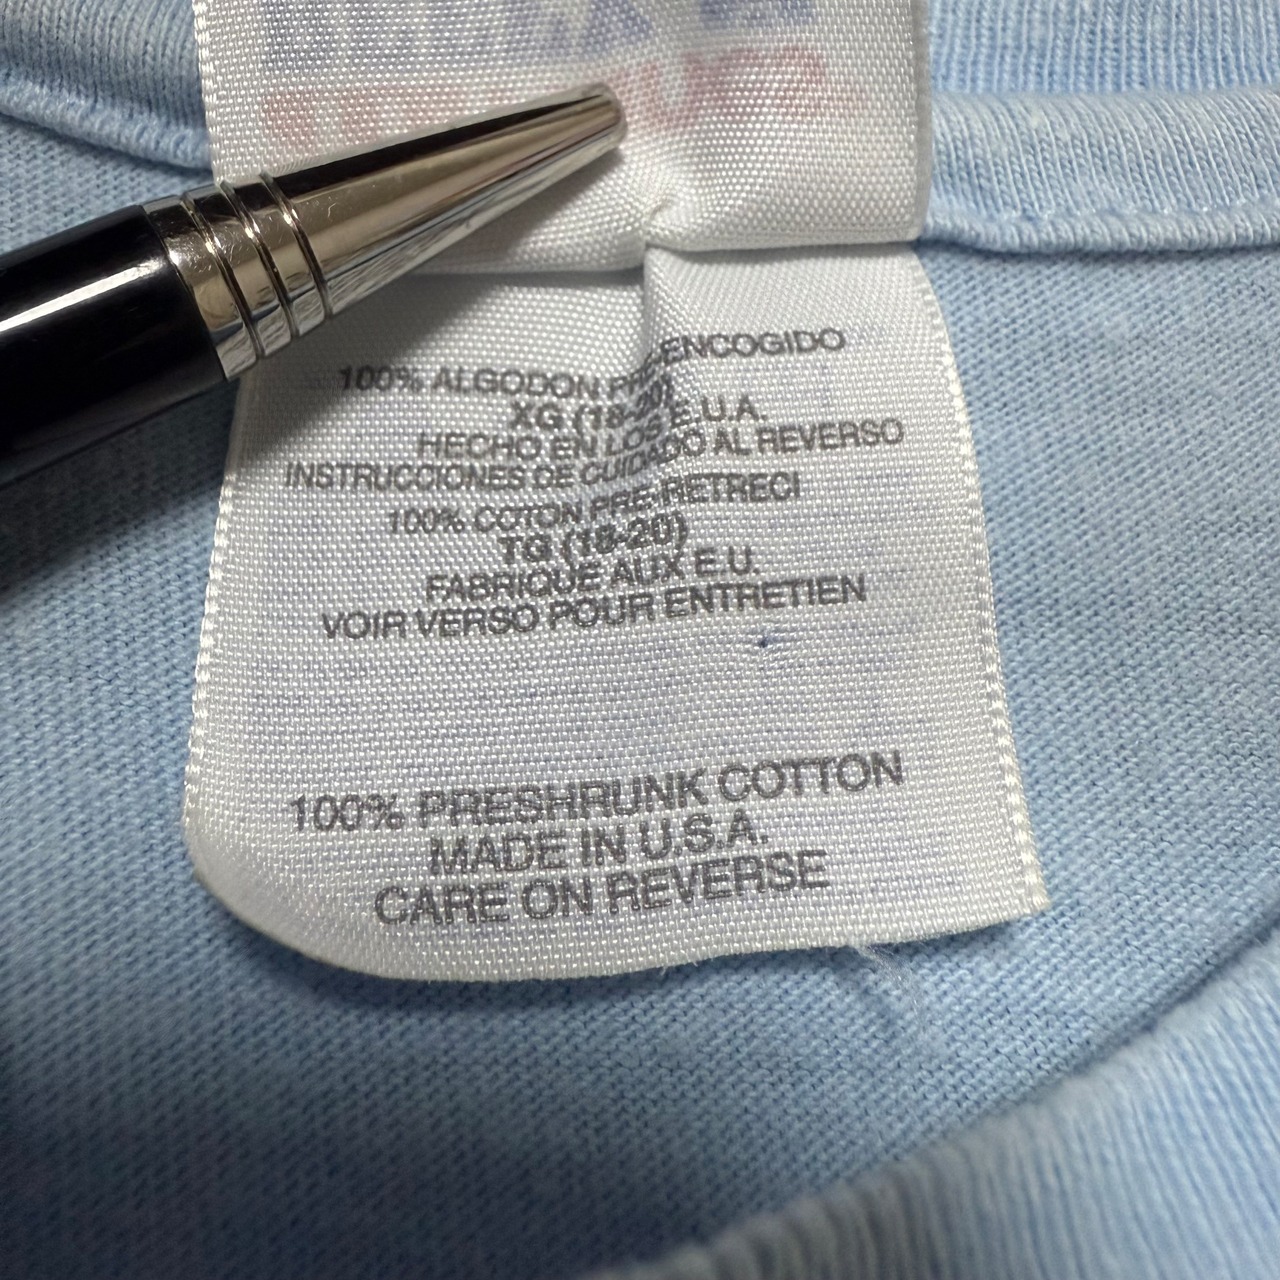 100% ALGODON PREENCOGIDO
XG (18-20)
HECHO EN LOS E.U.A.
INSTRUCCIONES DE CUIDADO AL REVERSO
100% COTON PRE-RETRECI
TG (18-20)
FABRIQUE AUX E.U.
VOIR VERSO POUR ENTRETIEN
100% PRESHRUNK COTTON
MADE IN U.S.A.
CARE ON REVERSE